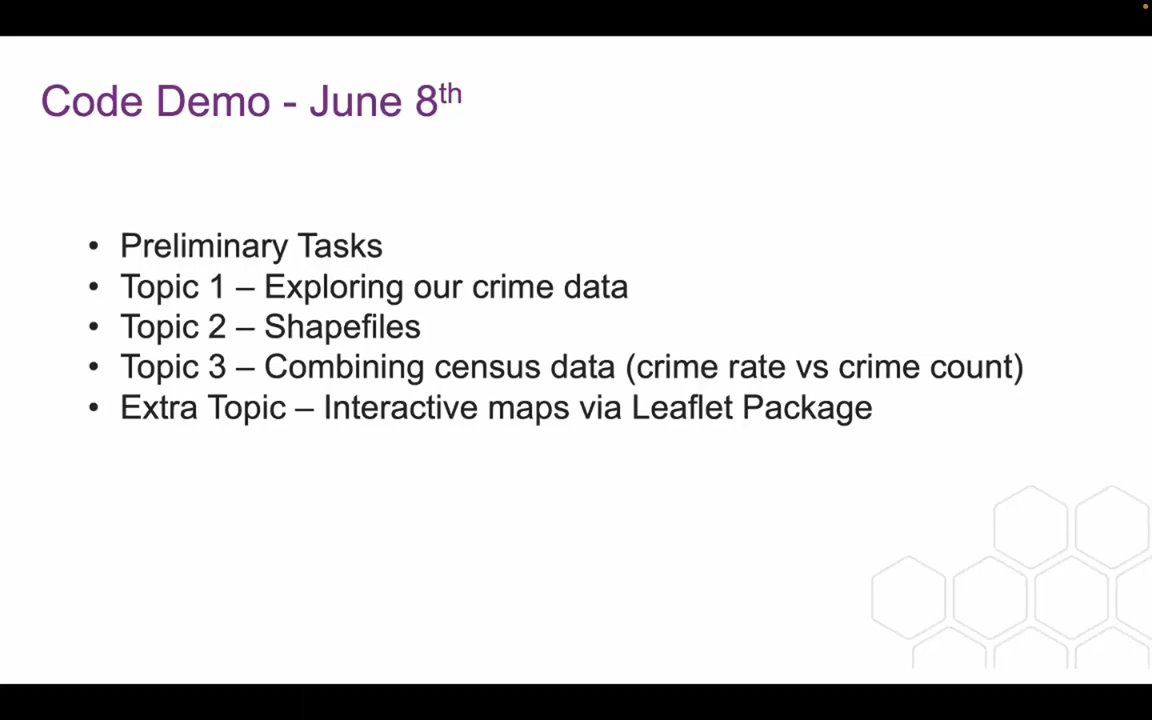 Code Demo - June 8th
• Preliminary Tasks
• Topic 1 – Exploring our crime data
• Topic 2 – Shapefiles
• Topic 3 – Combining census data (crime rate vs crime count)
• Extra Topic – Interactive maps via Leaflet Package